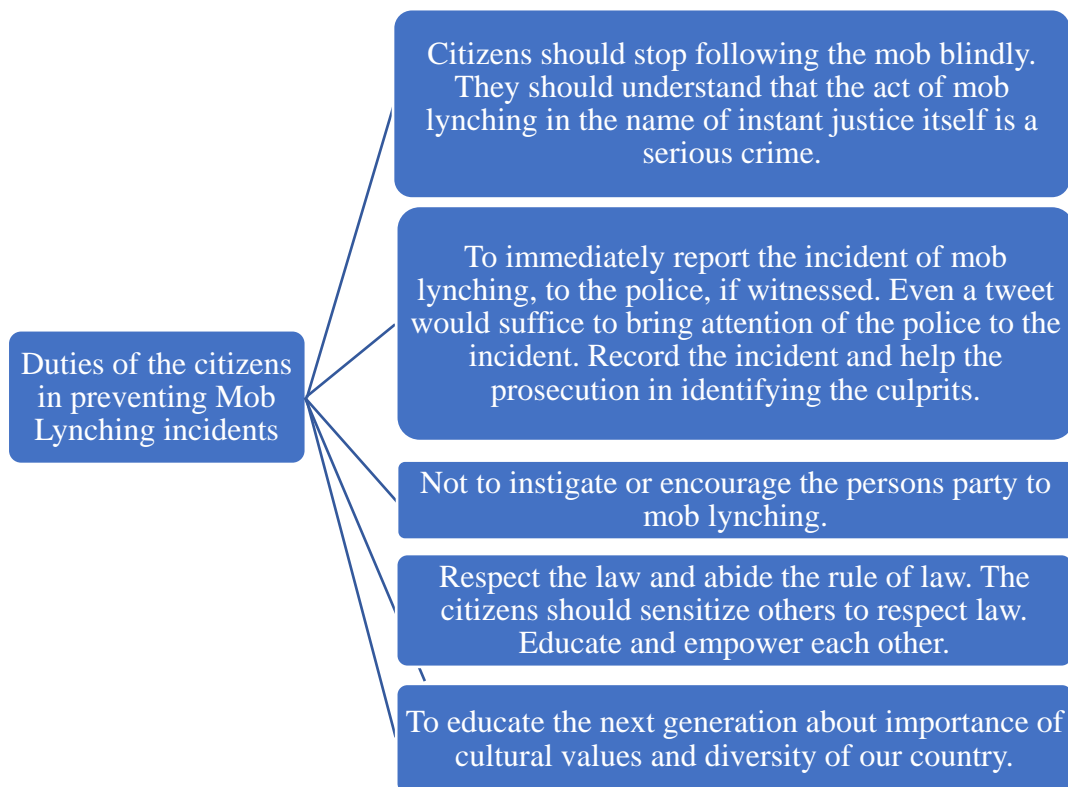 Duties of the citizens
in preventing Mob
Lynching incidents
Citizens should stop following the mob blindly.
They should understand that the act of mob
lynching in the name of instant justice itself is a
serious crime.
To immediately report the incident of mob
lynching, to the police, if witnessed. Even a tweet
would suffice to bring attention of the police to the
incident. Record the incident and help the
prosecution in identifying the culprits.
Not to instigate or encourage the persons party to
mob lynching.
Respect the law and abide the rule of law. The
citizens should sensitize others to respect law.
Educate and empower each other.
To educate the next generation about importance of
cultural values and diversity of our country.